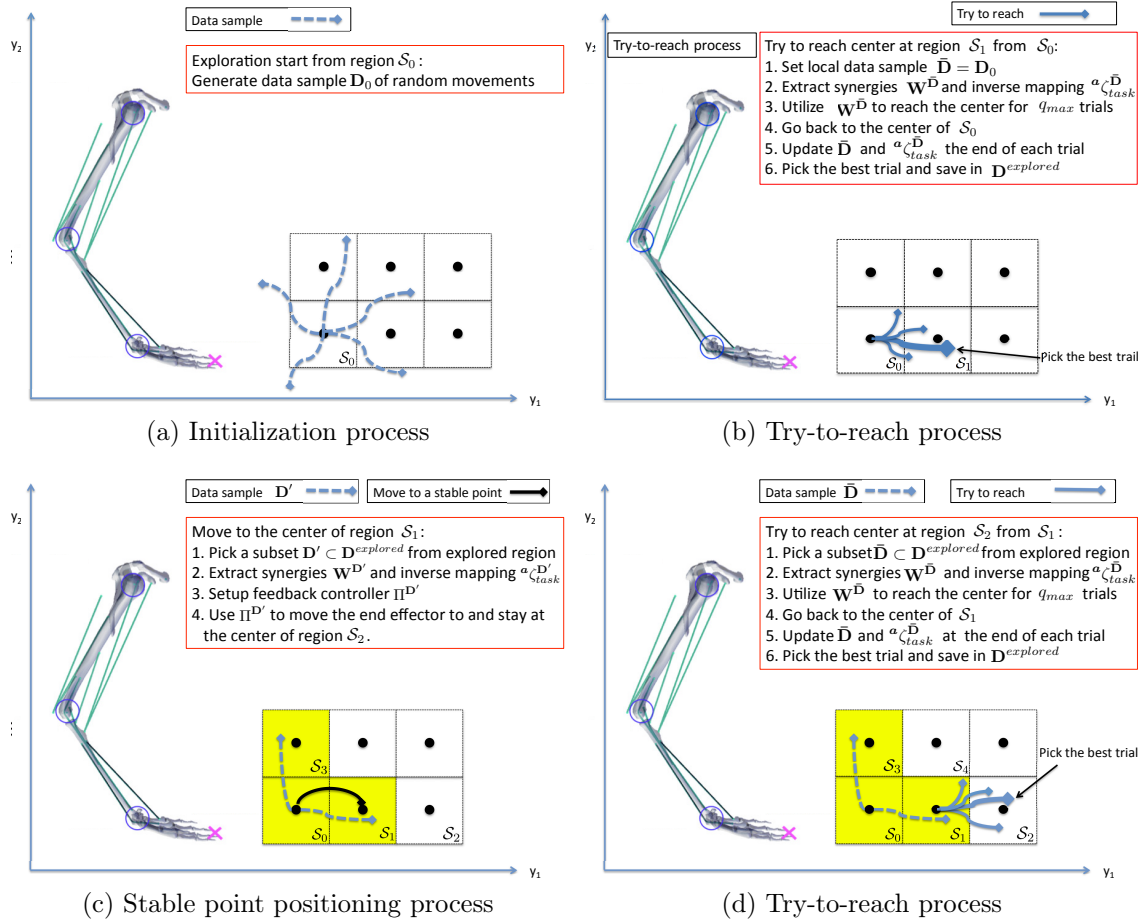 Data sample
y₂
Exploration start from region 𝒮₀ :
Generate data sample 𝐃₀ of random movements
...
𝒮₀
y₁
(a) Initialization process
Try to reach
y₂
Try-to-reach process
Try to reach center at region 𝒮₁ from 𝒮₀:
1. Set local data sample 𝐃̄ = 𝐃₀
2. Extract synergies 𝐖^𝐃̄ and inverse mapping ᵃζ^𝐃̄_task
3. Utilize 𝐖^𝐃̄ to reach the center for q_max trials
4. Go back to the center of 𝒮₀
5. Update 𝐃̄ and ᵃζ^𝐃̄_task the end of each trial
6. Pick the best trial and save in 𝐃^explored
Pick the best trail
𝒮₀ 𝒮₁
y₁
(b) Try-to-reach process
Data sample 𝐃′
Move to a stable point
y₂
Move to the center of region 𝒮₁ :
1. Pick a subset 𝐃′ ⊂ 𝐃^explored from explored region
2. Extract synergies 𝐖^𝐃′ and inverse mapping ᵃζ^𝐃′_task
3. Setup feedback controller Π^𝐃′
4. Use Π^𝐃′ to move the end effector to and stay at
the center of region 𝒮₂.
...
𝒮₃
𝒮₀ 𝒮₁ 𝒮₂
y₁
(c) Stable point positioning process
Data sample 𝐃̄
Try to reach
y₂
Try to reach center at region 𝒮₂ from 𝒮₁:
1. Pick a subset 𝐃̄ ⊂ 𝐃^explored from explored region
2. Extract synergies 𝐖^𝐃̄ and inverse mapping ᵃζ^𝐃̄_task
3. Utilize 𝐖^𝐃̄ to reach the center for q_max trials
4. Go back to the center of 𝒮₁
5. Update 𝐃̄ and ᵃζ^𝐃̄_task at the end of each trial
6. Pick the best trial and save in 𝐃^explored
...
Pick the best trial
𝒮₃ 𝒮₄
𝒮₀ 𝒮₁ 𝒮₂
y₁
(d) Try-to-reach process